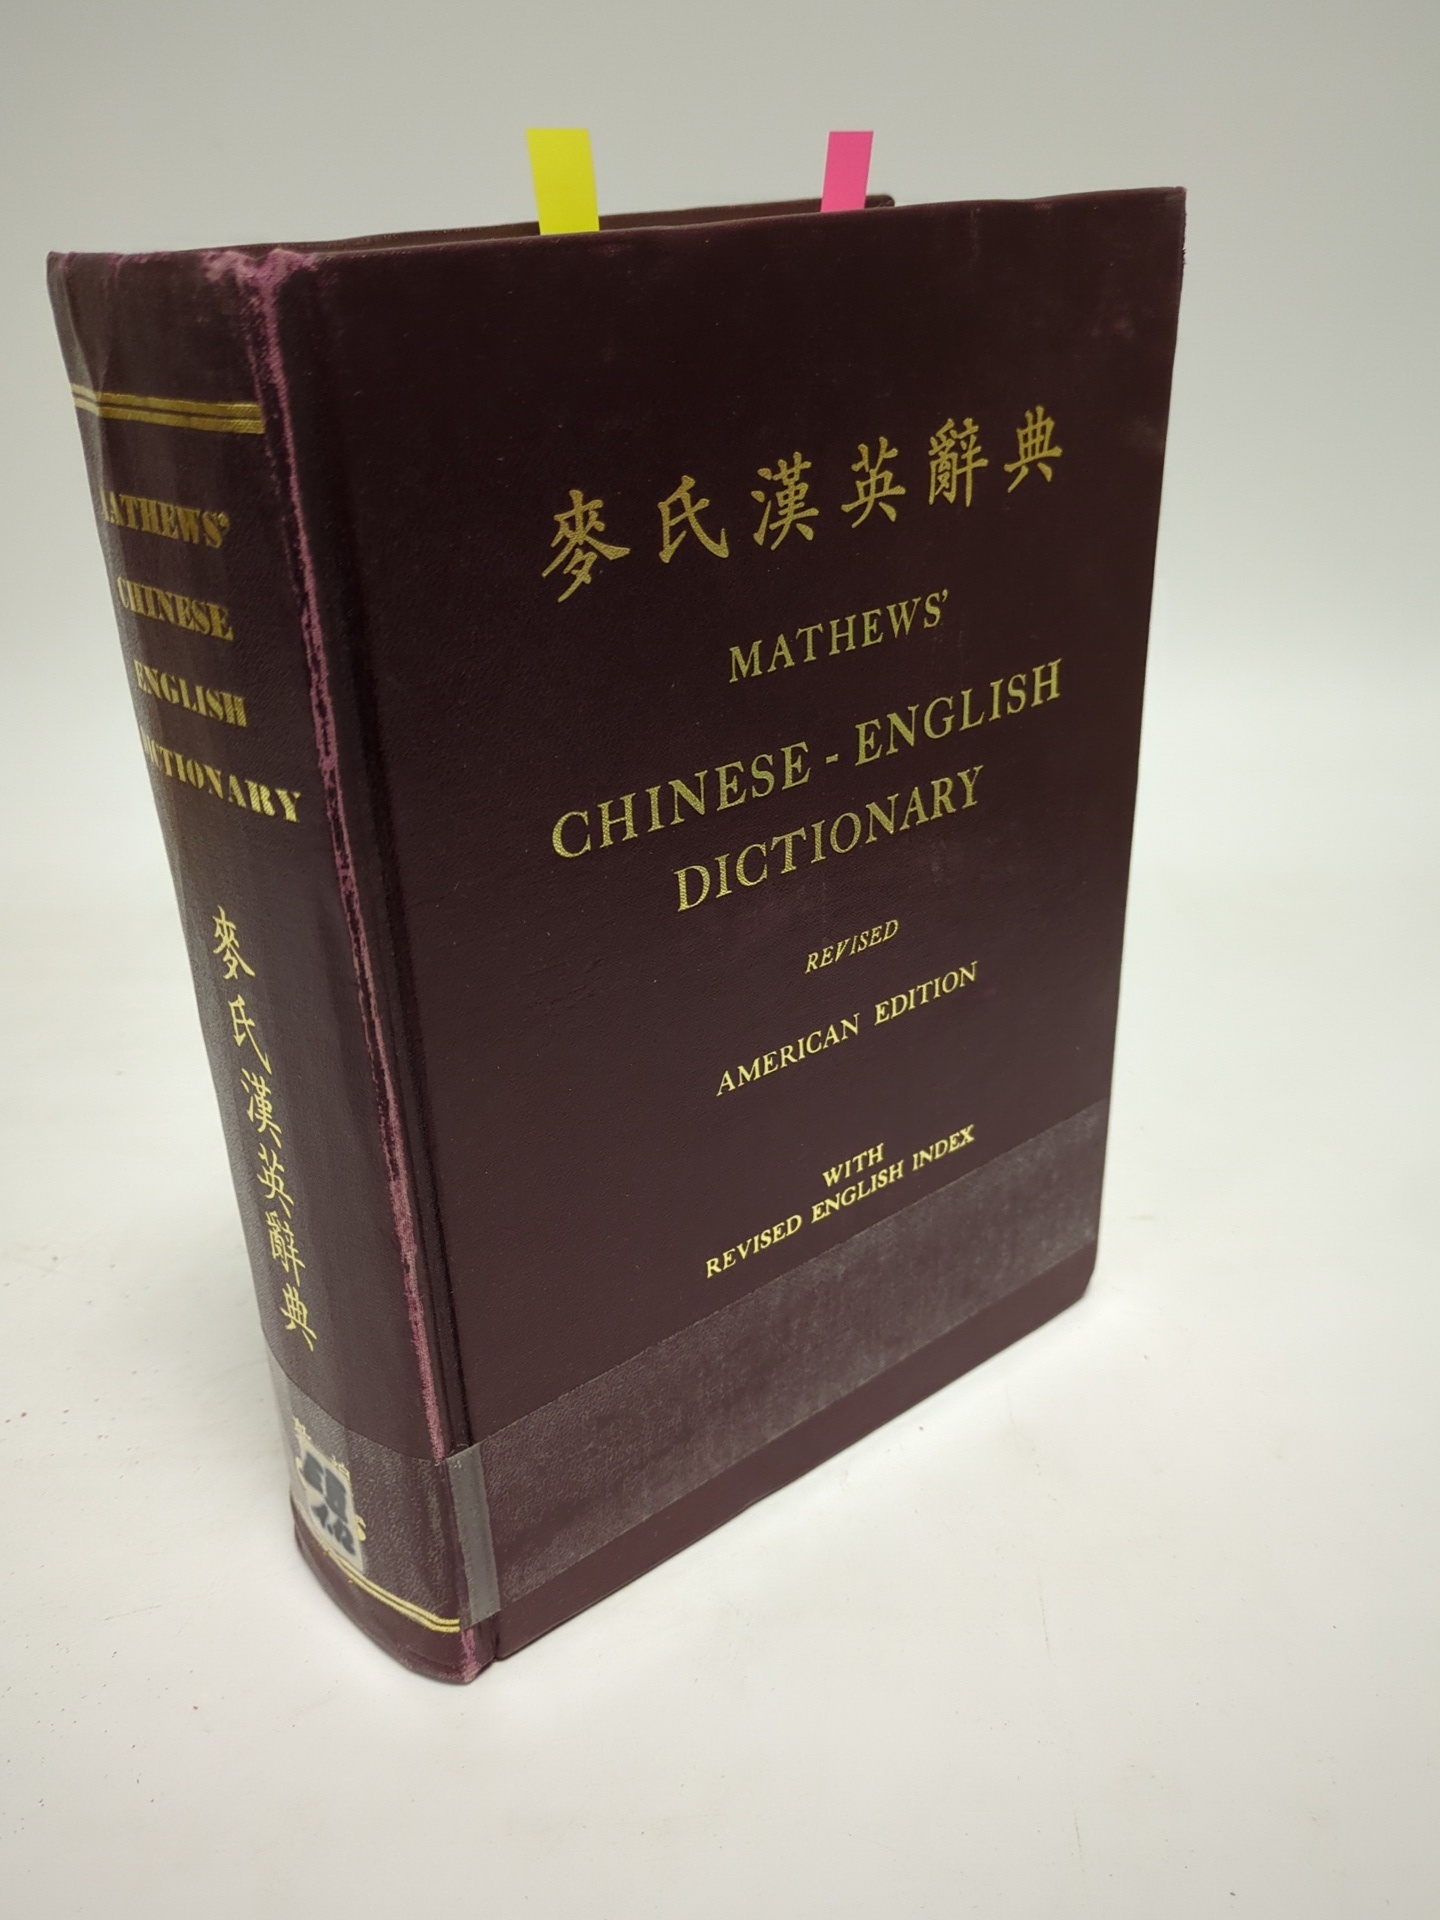 麥氏漢英辭典
MATHEWS'
CHINESE-ENGLISH
DICTIONARY
REVISED
AMERICAN EDITION
WITH
REVISED ENGLISH INDEX
MATHEWS'
CHINESE
ENGLISH
DICTIONARY
麥氏漢英辭典